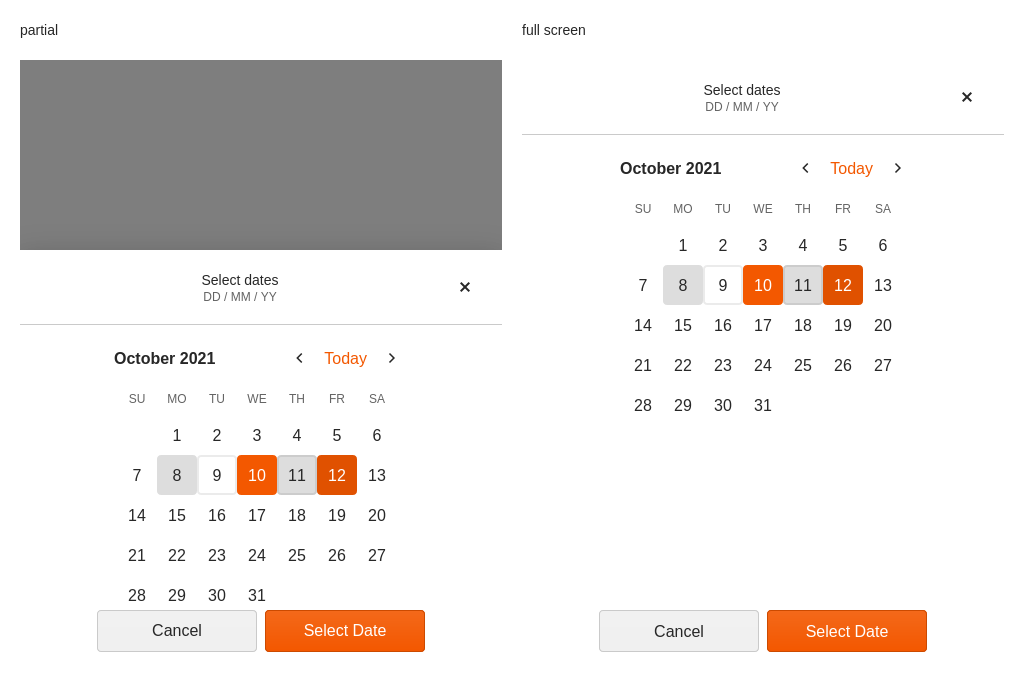 partial
Select dates
DD / MM / YY
×
October 2021
Today
SU MO TU WE TH FR SA
1 2 3 4 5 6
7 8 9 10 11 12 13
14 15 16 17 18 19 20
21 22 23 24 25 26 27
28 29 30 31
Cancel
Select Date
full screen
Select dates
DD / MM / YY
×
October 2021
Today
SU MO TU WE TH FR SA
1 2 3 4 5 6
7 8 9 10 11 12 13
14 15 16 17 18 19 20
21 22 23 24 25 26 27
28 29 30 31
Cancel
Select Date